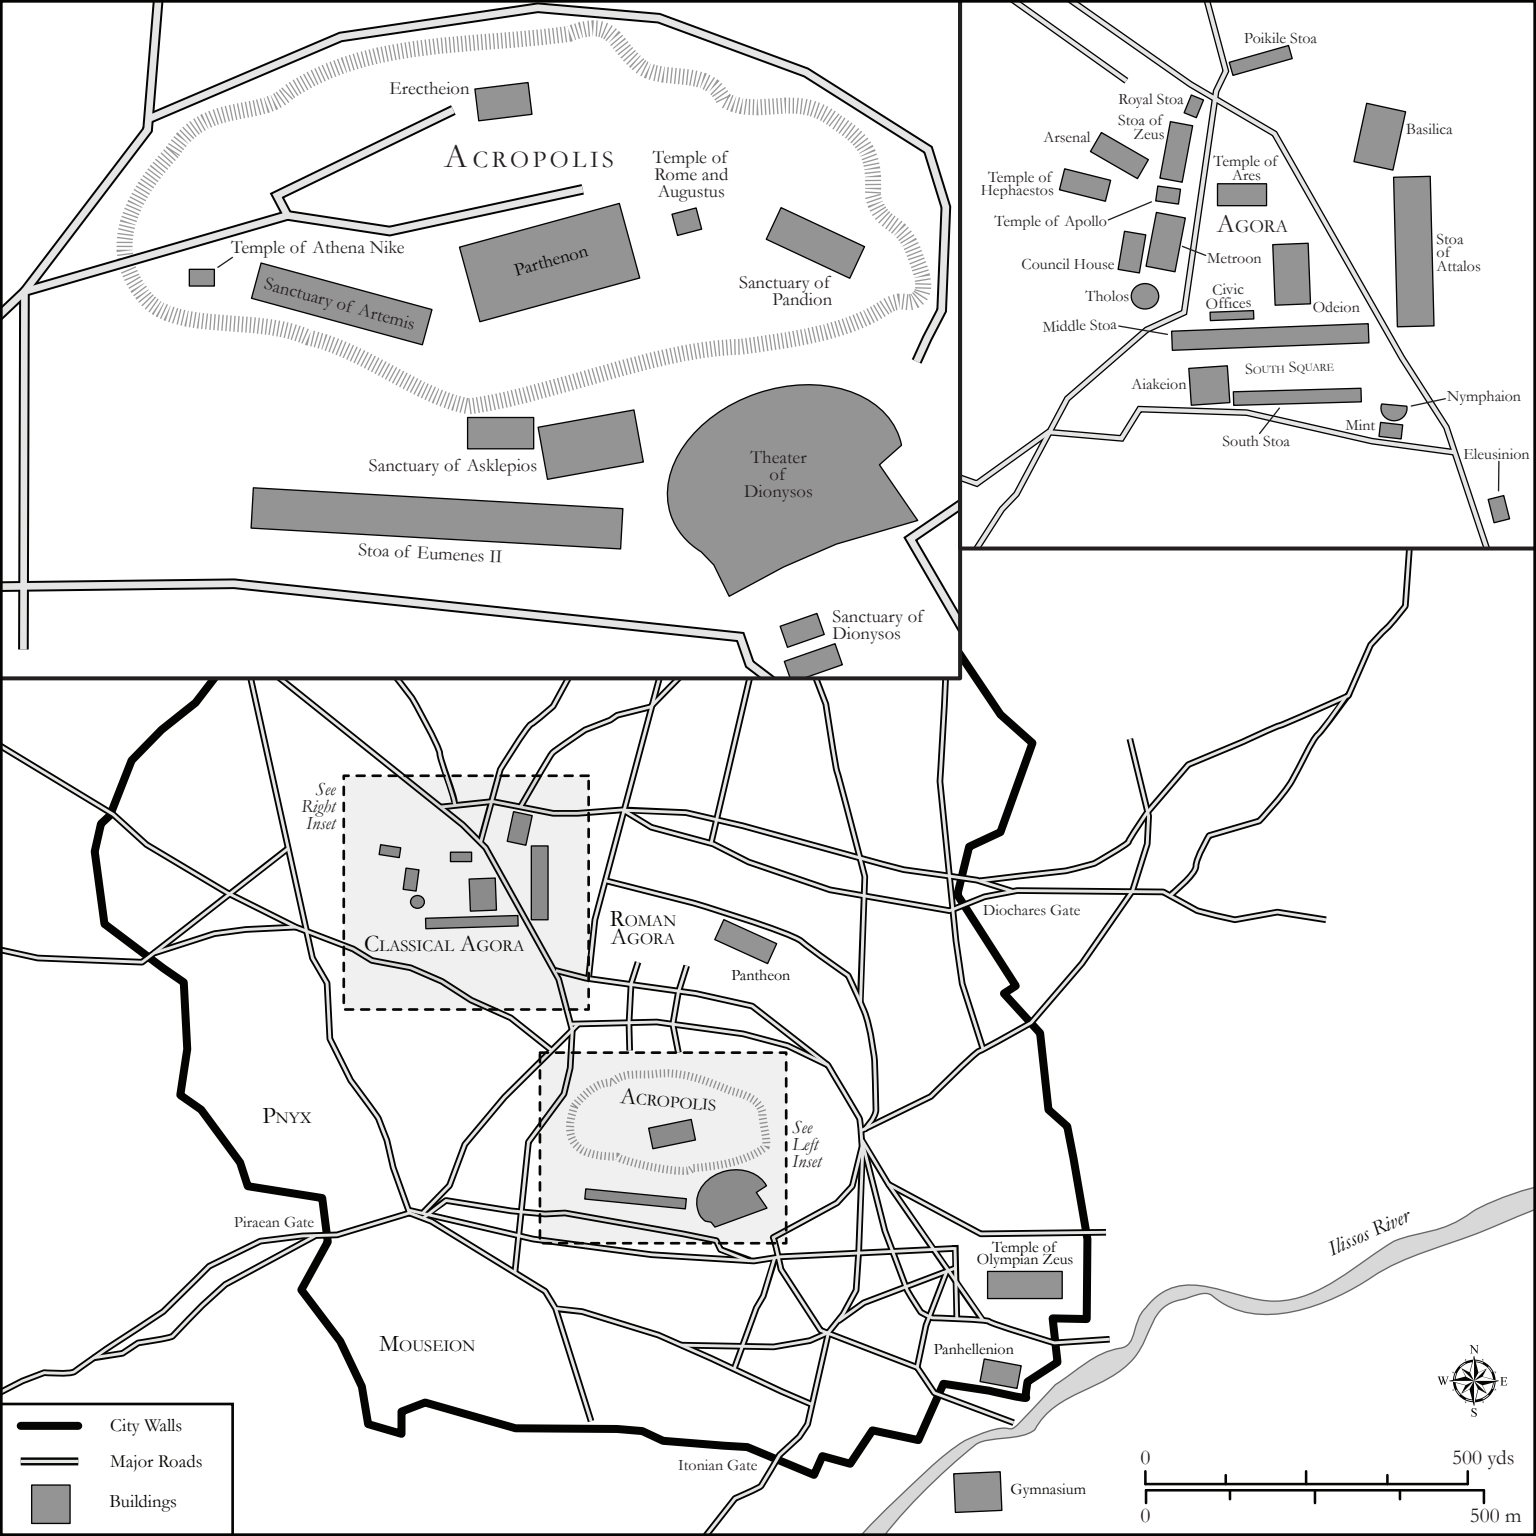 Erectheion
ACROPOLIS
Temple of
Rome and
Augustus
Temple of Athena Nike
Parthenon
Sanctuary of Artemis
Sanctuary of
Pandion
Sanctuary of Asklepios
Theater
of
Dionysos
Stoa of Eumenes II
Sanctuary of
Dionysos
Poikile Stoa
Royal Stoa
Stoa of
Zeus
Arsenal
Basilica
Temple of
Ares
Temple of
Hephaestos
Temple of Apollo
AGORA
Stoa
of
Attalos
Council House
Metroon
Tholos
Civic
Offices
Odeion
Middle Stoa
SOUTH SQUARE
Aiakeion
Nymphaion
Mint
South Stoa
Eleusinion
See
Right
Inset
CLASSICAL AGORA
ROMAN
AGORA
Pantheon
Diochares Gate
PNYX
ACROPOLIS
See
Left
Inset
Piraean Gate
Temple of
Olympian Zeus
Ilissos River
MOUSEION
Panhellenion
Itonian Gate
Gymnasium
N
W
E
S
City Walls
Major Roads
Buildings
0
500 yds
0
500 m